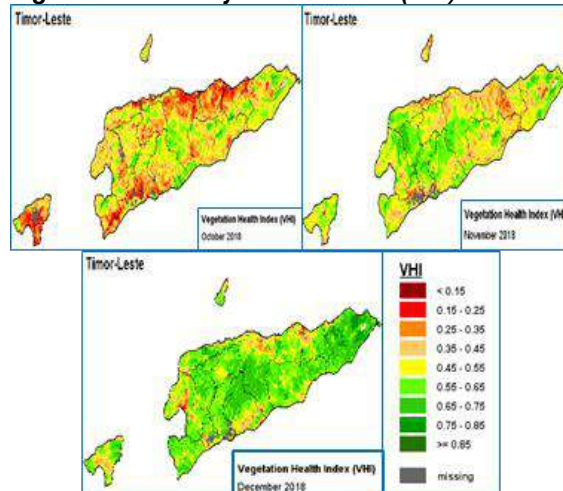 Timor-Leste
Vegetation Health Index (VHI)
October 2018
Timor-Leste
Vegetation Health Index (VHI)
November 2018
Timor-Leste
Vegetation Health Index (VHI)
December 2018
VHI
< 0.15
0.15 - 0.25
0.25 - 0.35
0.35 - 0.45
0.45 - 0.55
0.55 - 0.65
0.65 - 0.75
0.75 - 0.85
>= 0.85
missing